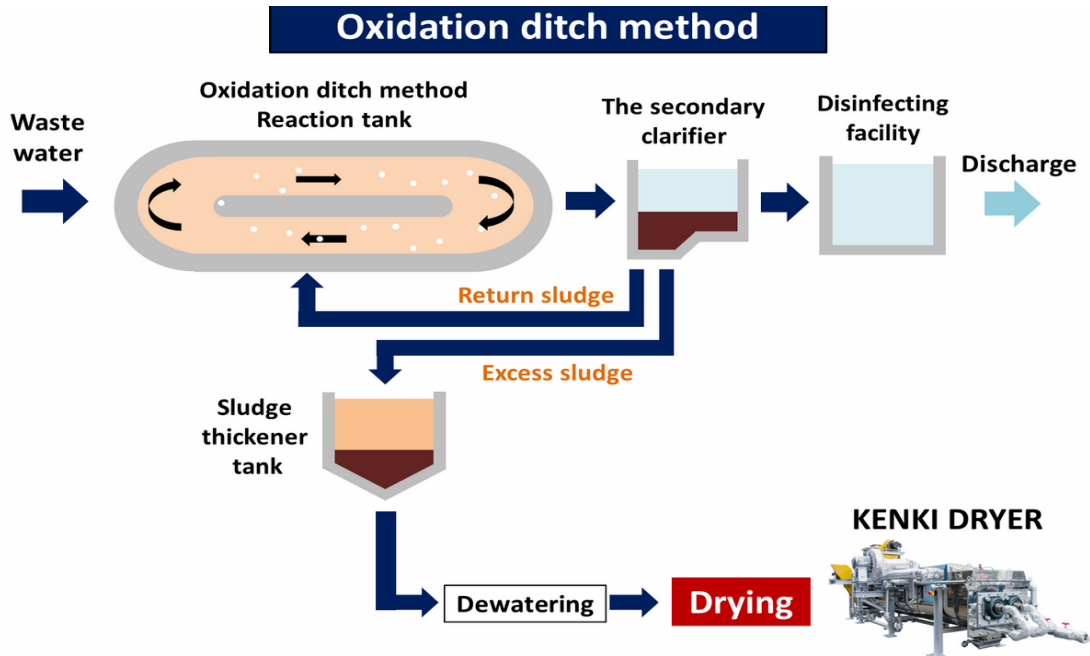 Oxidation ditch method
Oxidation ditch method
Reaction tank
Waste
water
The secondary
clarifier
Disinfecting
facility
Discharge
Return sludge
Excess sludge
Sludge
thickener
tank
KENKI DRYER
Dewatering
Drying